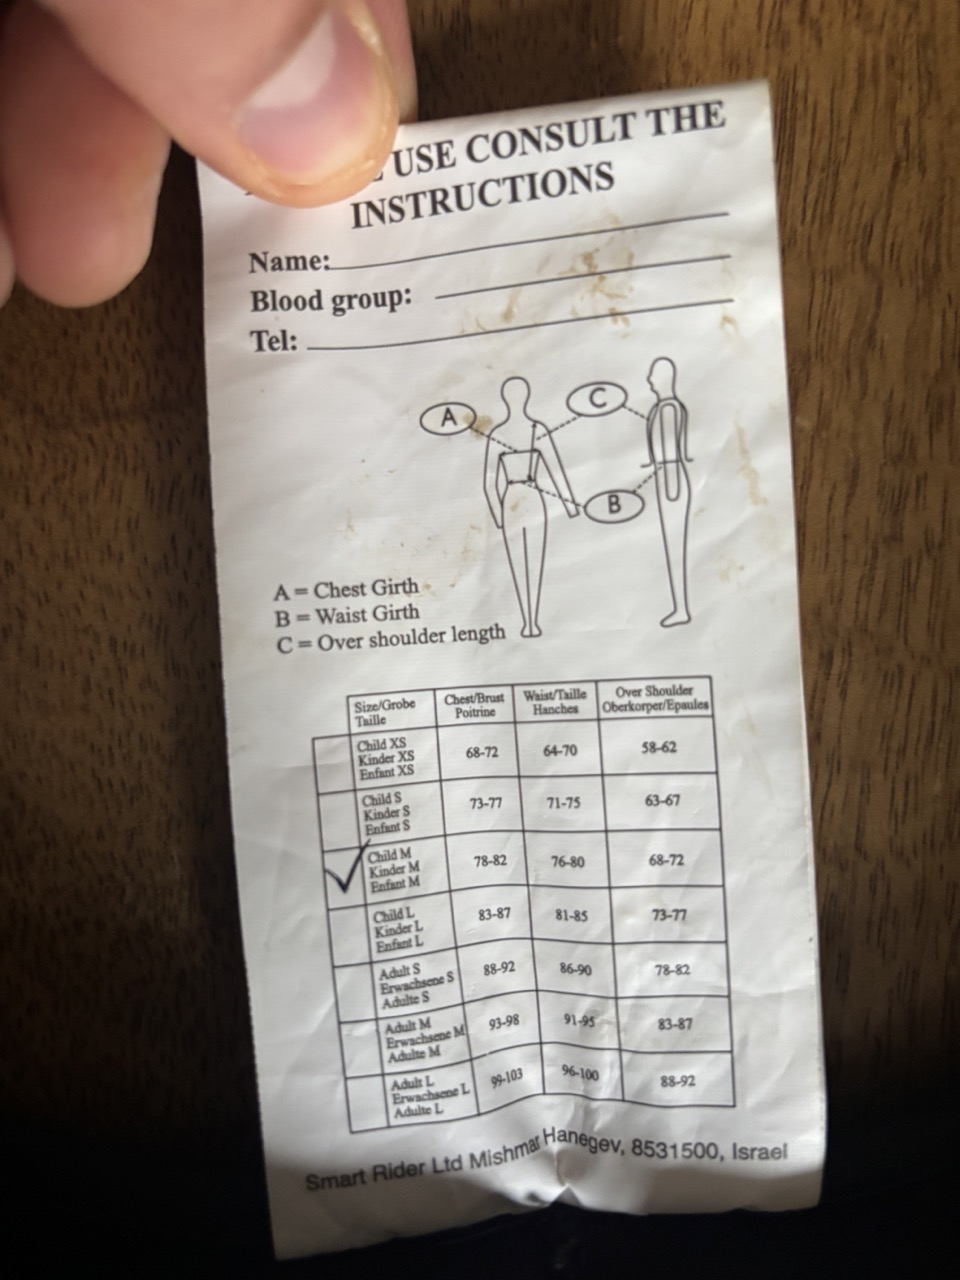 USE CONSULT THE
INSTRUCTIONS
Name:
Blood group:
Tel:
A
C
B
A = Chest Girth
B = Waist Girth
C = Over shoulder length
Size/Grobe
Taille
Chest/Brust
Poitrine
Waist/Taille
Hanches
Over Shoulder
Oberkorper/Epaules
Child XS
Kinder XS
Enfant XS
68-72
64-70
58-62
Child S
Kinder S
Enfant S
73-77
71-75
63-67
Child M
Kinder M
Enfant M
78-82
76-80
68-72
Child L
Kinder L
Enfant L
83-87
81-85
73-77
Adult S
Erwachsene S
Adulte S
88-92
86-90
78-82
Adult M
Erwachsene M
Adulte M
93-98
91-95
83-87
Adult L
Erwachsene L
Adulte L
99-103
96-100
88-92
Smart Rider Ltd Mishmar Hanegev, 8531500, Israel